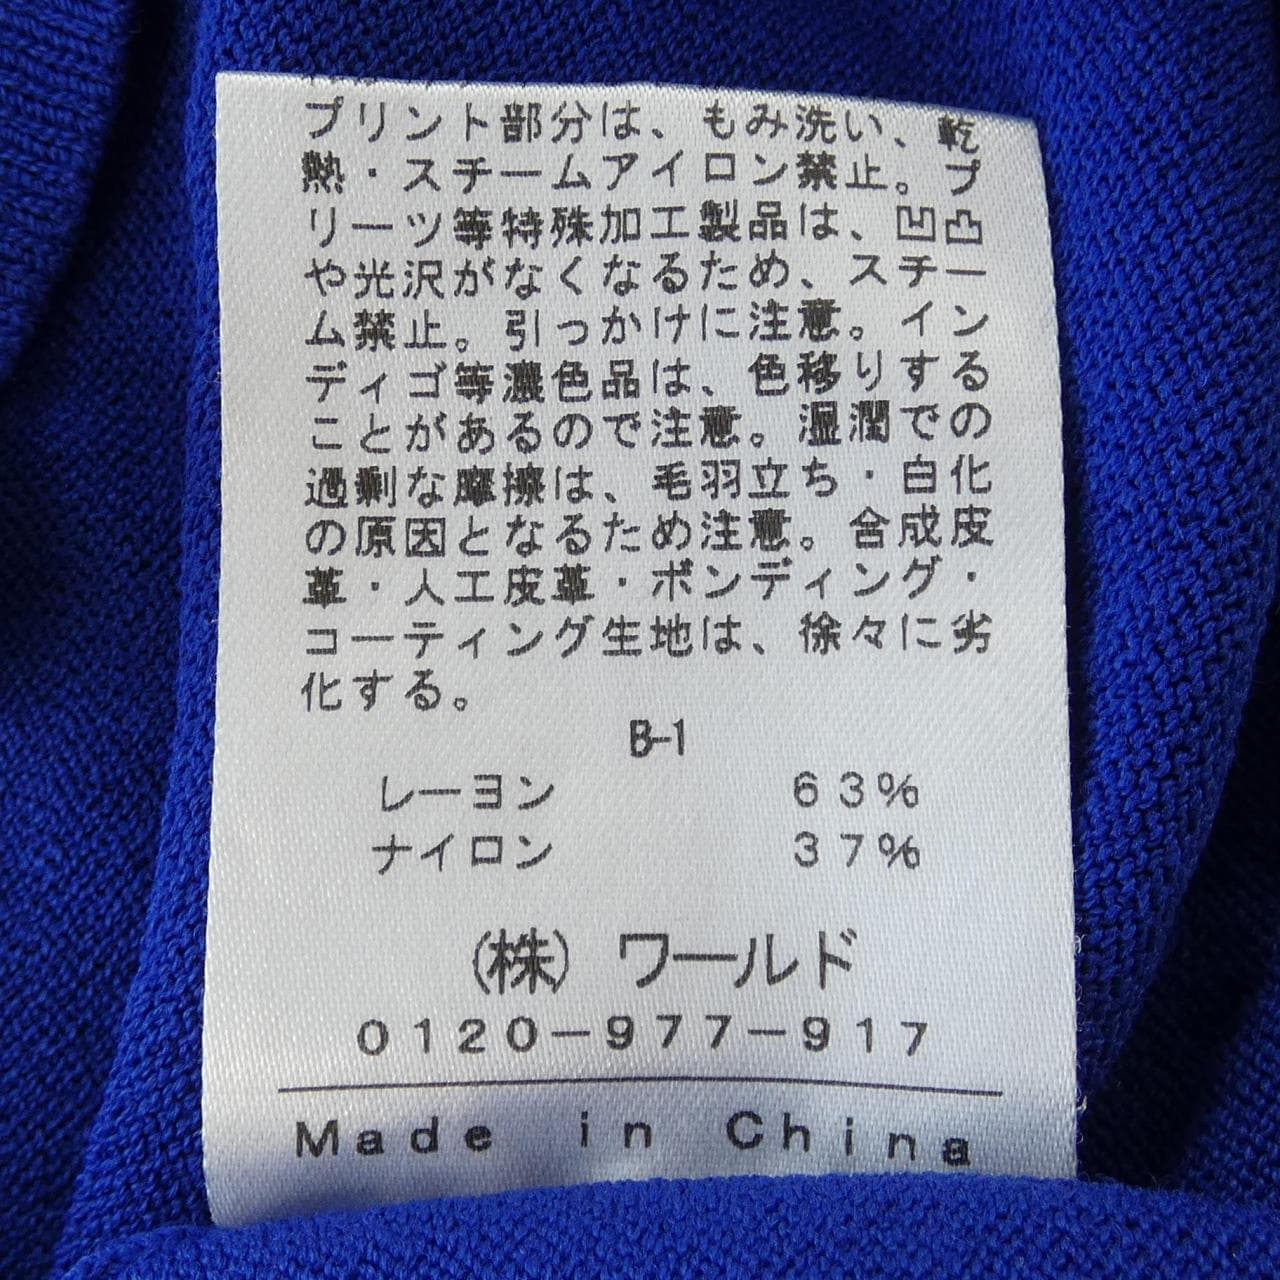 プリント部分は、もみ洗い、乾
熱・スチームアイロン禁止。プ
リーツ等特殊加工製品は、凹凸
や光沢がなくなるため、スチー
ム禁止。引っかけに注意。イン
ディゴ等濃色品は、色移りする
ことがあるので注意。湿潤での
過剰な摩擦は、毛羽立ち・白化
の原因となるため注意。合成皮
革・人工皮革・ボンディング・
コーティング生地は、徐々に劣
化する。
B-1
レーヨン 63%
ナイロン 37%
(株) ワールド
0120-977-917
Made in China